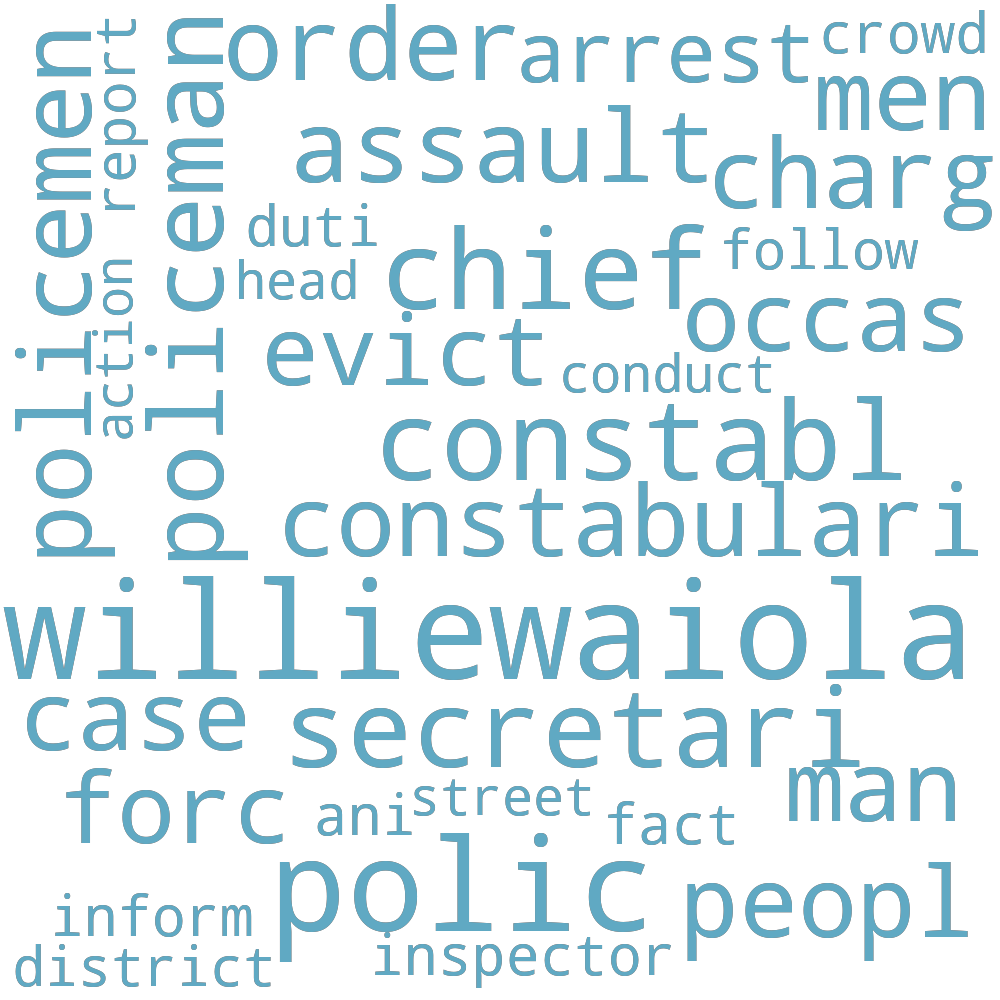 policemen
report
action
policeman
order
arrest
crowd
men
assault
charg
duti
head
chief
follow
occas
evict
conduct
constabl
constabulari
williewaiola
case
secretari
man
forc
ani
street
fact
polic
peopl
inform
district
inspector